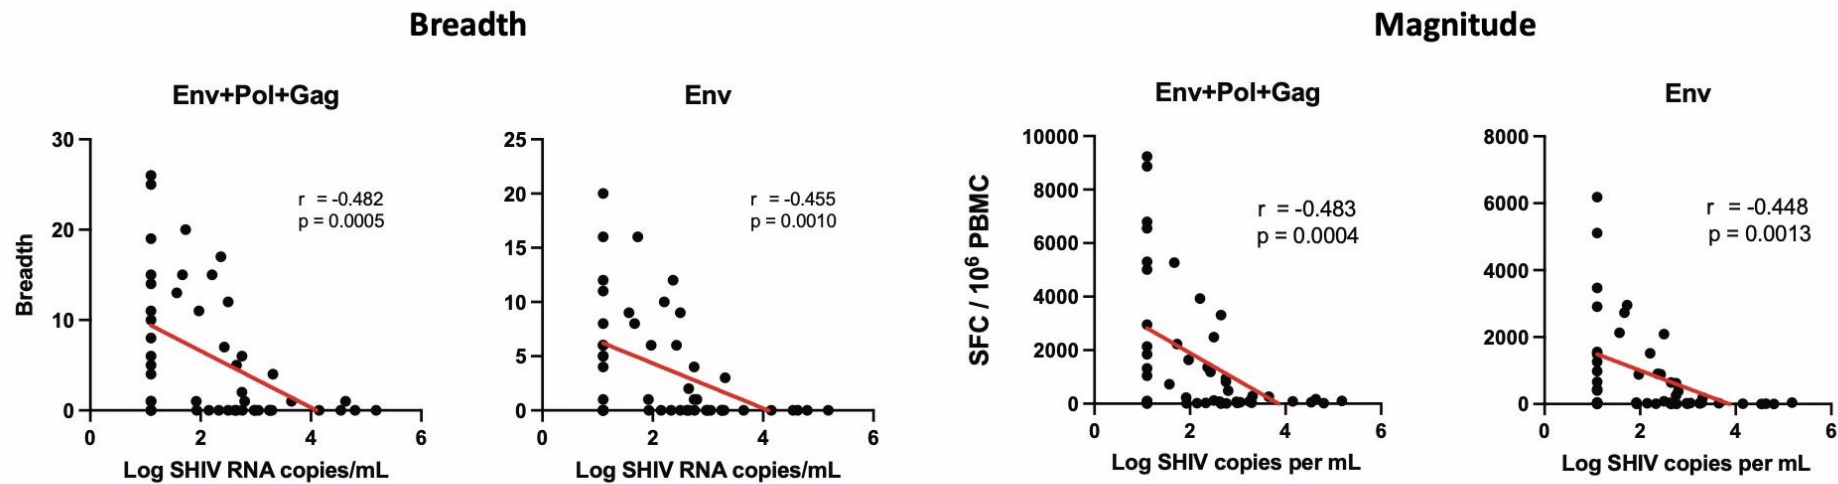 Breadth
Magnitude
Env+Pol+Gag
Env
Env+Pol+Gag
Env
Breadth
30
20
10
0
r = -0.482
p = 0.0005
0 2 4 6
Log SHIV RNA copies/mL
25
20
15
10
5
0
r = -0.455
p = 0.0010
0 2 4 6
Log SHIV RNA copies/mL
SFC / 10⁶ PBMC
10000
8000
6000
4000
2000
0
r = -0.483
p = 0.0004
0 2 4 6
Log SHIV copies per mL
8000
6000
4000
2000
0
r = -0.448
p = 0.0013
0 2 4 6
Log SHIV copies per mL